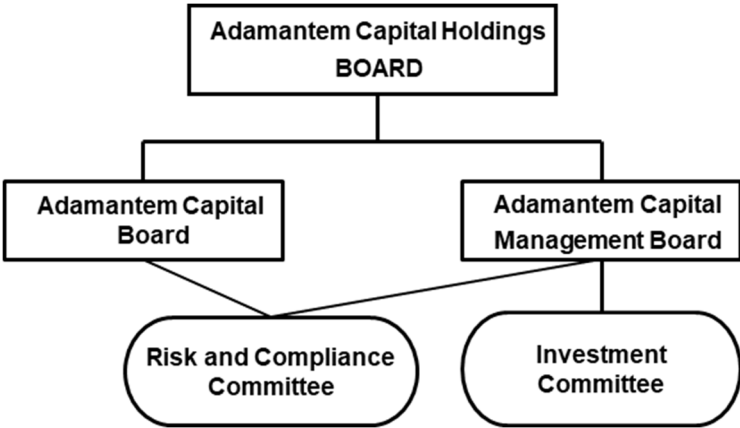 Adamantem Capital Holdings
BOARD
Adamantem Capital
Board
Adamantem Capital
Management Board
Risk and Compliance
Committee
Investment
Committee